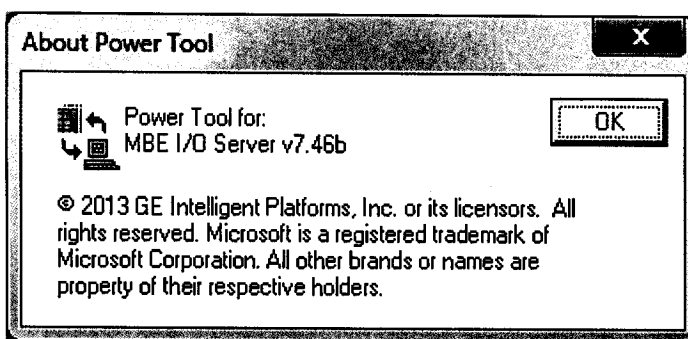 About Power Tool
X
Power Tool for:
OK
MBE I/O Server v7.46b
© 2013 GE Intelligent Platforms, Inc. or its licensors. All
rights reserved. Microsoft is a registered trademark of
Microsoft Corporation. All other brands or names are
property of their respective holders.